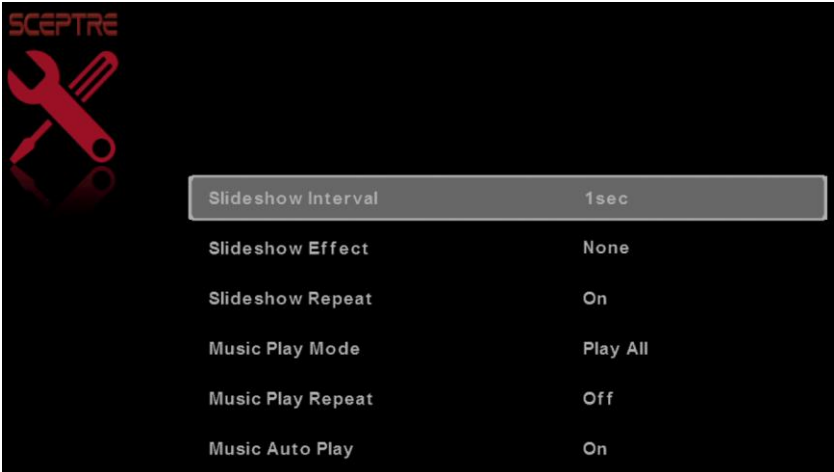 SCEPTRE
Slideshow Interval 1sec
Slideshow Effect None
Slideshow Repeat On
Music Play Mode Play All
Music Play Repeat Off
Music Auto Play On